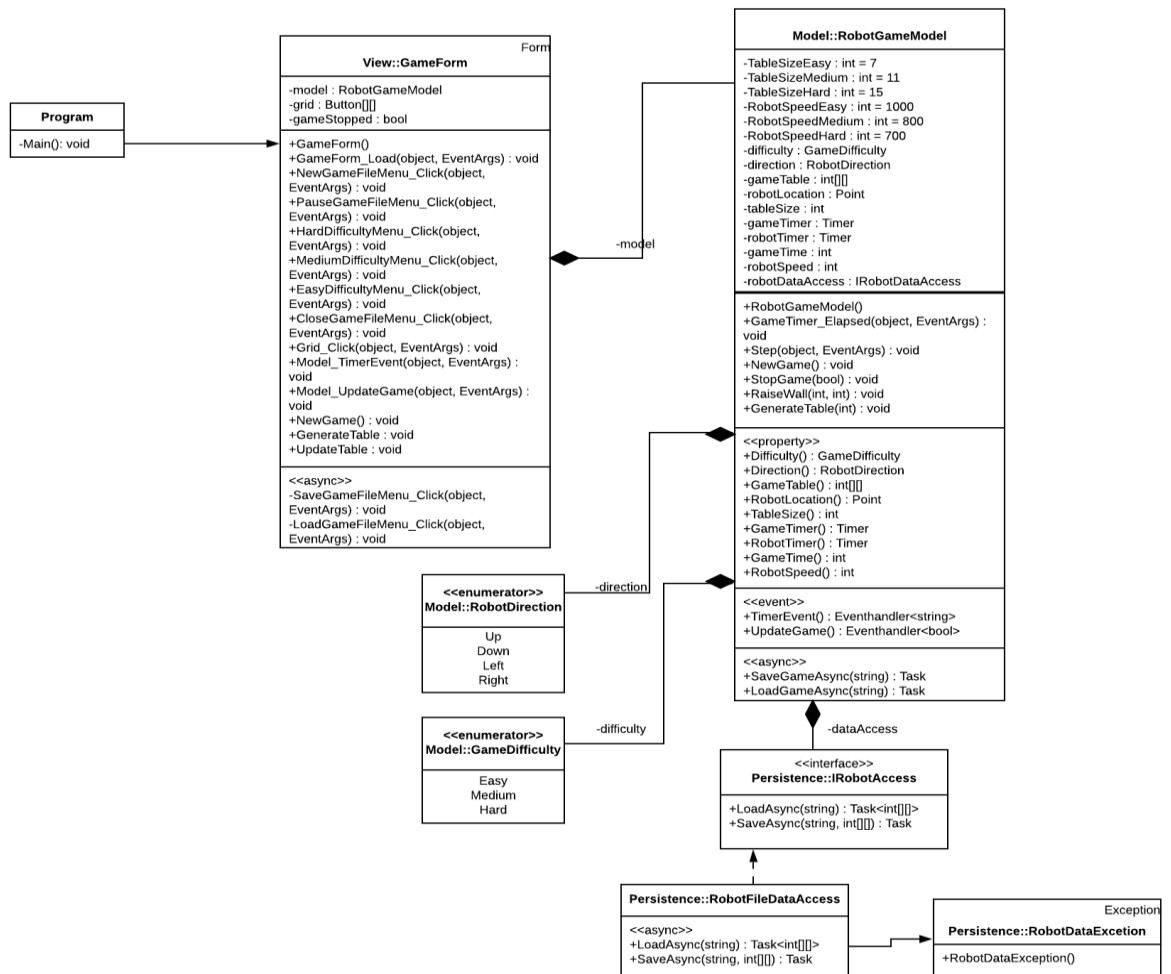 Program
-Main(): void
Form
View::GameForm
-model : RobotGameModel
-grid : Button[][]
-gameStopped : bool
+GameForm()
+GameForm_Load(object, EventArgs) : void
+NewGameFileMenu_Click(object,
EventArgs) : void
+PauseGameFileMenu_Click(object,
EventArgs) : void
+HardDifficultyMenu_Click(object,
EventArgs) : void
+MediumDifficultyMenu_Click(object,
EventArgs) : void
+EasyDifficultyMenu_Click(object,
EventArgs) : void
+CloseGameFileMenu_Click(object,
EventArgs) : void
+Grid_Click(object, EventArgs) : void
+Model_TimerEvent(object, EventArgs) :
void
+Model_UpdateGame(object, EventArgs) :
void
+NewGame() : void
+GenerateTable : void
+UpdateTable : void
<<async>>
-SaveGameFileMenu_Click(object,
EventArgs) : void
-LoadGameFileMenu_Click(object,
EventArgs) : void
-model
Model::RobotGameModel
-TableSizeEasy : int = 7
-TableSizeMedium : int = 11
-TableSizeHard : int = 15
-RobotSpeedEasy : int = 1000
-RobotSpeedMedium : int = 800
-RobotSpeedHard : int = 700
-difficulty : GameDifficulty
-direction : RobotDirection
-gameTable : int[][]
-robotLocation : Point
-tableSize : int
-gameTimer : Timer
-robotTimer : Timer
-gameTime : int
-robotSpeed : int
-robotDataAccess : IRobotDataAccess
+RobotGameModel()
+GameTimer_Elapsed(object, EventArgs) :
void
+Step(object, EventArgs) : void
+NewGame() : void
+StopGame(bool) : void
+RaiseWall(int, int) : void
+GenerateTable(int) : void
<<property>>
+Difficulty() : GameDifficulty
+Direction() : RobotDirection
+GameTable() : int[][]
+RobotLocation() : Point
+TableSize() : int
+GameTimer() : Timer
+RobotTimer() : Timer
+GameTime() : int
+RobotSpeed() : int
<<event>>
+TimerEvent() : Eventhandler<string>
+UpdateGame() : Eventhandler<bool>
<<async>>
+SaveGameAsync(string) : Task
+LoadGameAsync(string) : Task
-direction
<<enumerator>>
Model::RobotDirection
Up
Down
Left
Right
-difficulty
<<enumerator>>
Model::GameDifficulty
Easy
Medium
Hard
-dataAccess
<<interface>>
Persistence::IRobotAccess
+LoadAsync(string) : Task<int[][]>
+SaveAsync(string, int[][]) : Task
Persistence::RobotFileDataAccess
<<async>>
+LoadAsync(string) : Task<int[][]>
+SaveAsync(string, int[][]) : Task
Exception
Persistence::RobotDataExcetion
+RobotDataException()